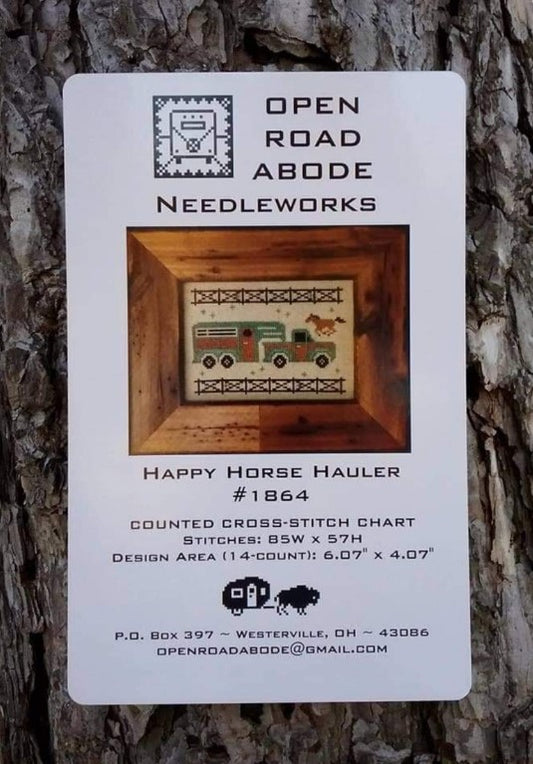 OPEN
ROAD
ABODE
NEEDLEWORKS
HAPPY HORSE HAULER
#1864
COUNTED CROSS-STITCH CHART
STITCHES: 85W X 57H
DESIGN AREA (14-COUNT): 6.07" X 4.07"
P.O. BOX 397 ~ WESTERVILLE, OH ~ 43086
OPENROADABODE@GMAIL.COM